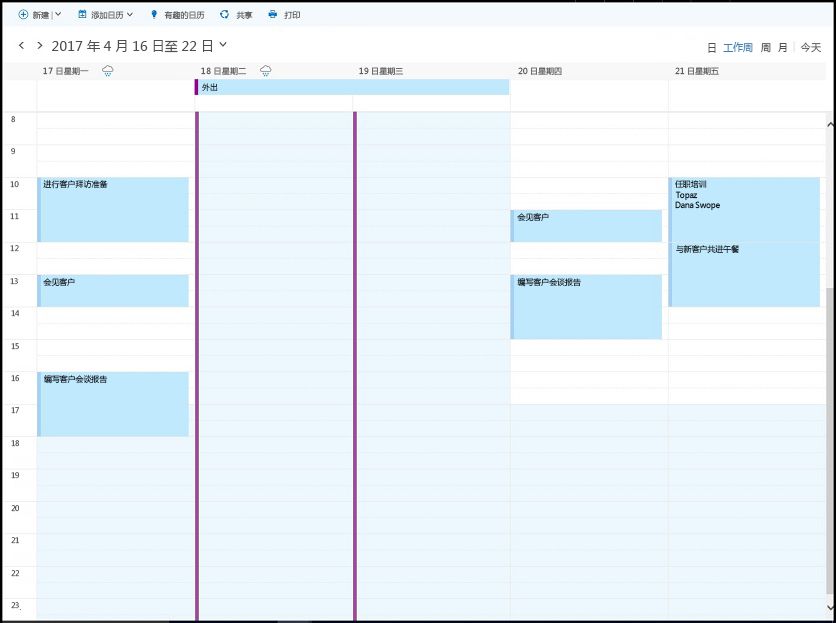 新建 添加日历 有趣的日历 共享 打印
2017 年 4 月 16 日至 22 日
日 工作周 周 月 今天
17 日星期一 18 日星期二 19 日星期三 20 日星期四 21 日星期五
外出
8
9
10 进行客户拜访准备 任职培训
Topaz
Dana Swope
11 会见客户
12 与新客户共进午餐
13 会见客户 编写客户会谈报告
14
15
16 编写客户会谈报告
17
18
19
20
21
22
23